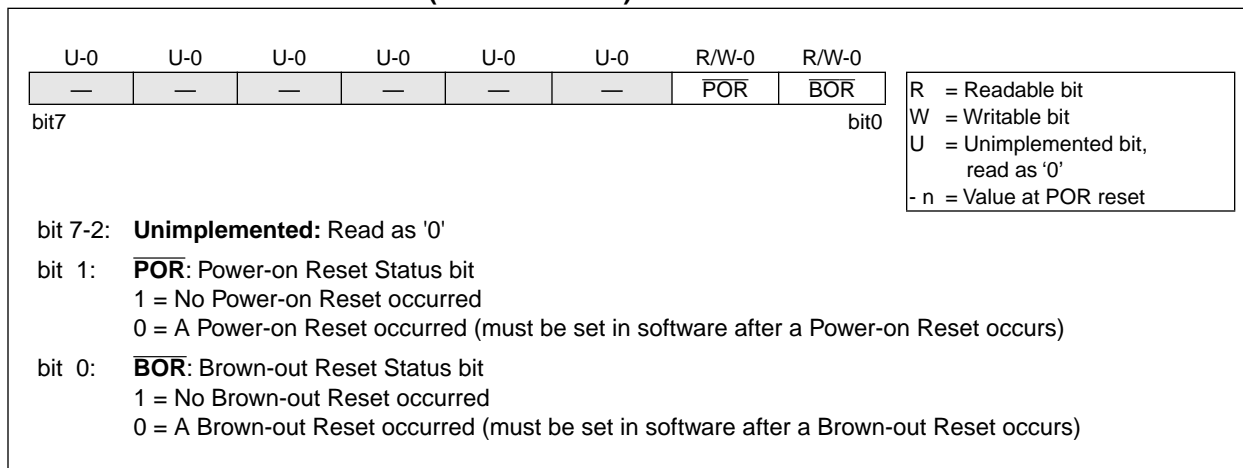 U-0 U-0 U-0 U-0 U-0 U-0 R/W-0 R/W-0
— — — — — — P̅O̅R̅ B̅O̅R̅
bit7 bit0
R = Readable bit
W = Writable bit
U = Unimplemented bit,
read as ‘0’
- n = Value at POR reset
bit 7-2: Unimplemented: Read as '0'
bit 1: P̅O̅R̅: Power-on Reset Status bit
1 = No Power-on Reset occurred
0 = A Power-on Reset occurred (must be set in software after a Power-on Reset occurs)
bit 0: B̅O̅R̅: Brown-out Reset Status bit
1 = No Brown-out Reset occurred
0 = A Brown-out Reset occurred (must be set in software after a Brown-out Reset occurs)